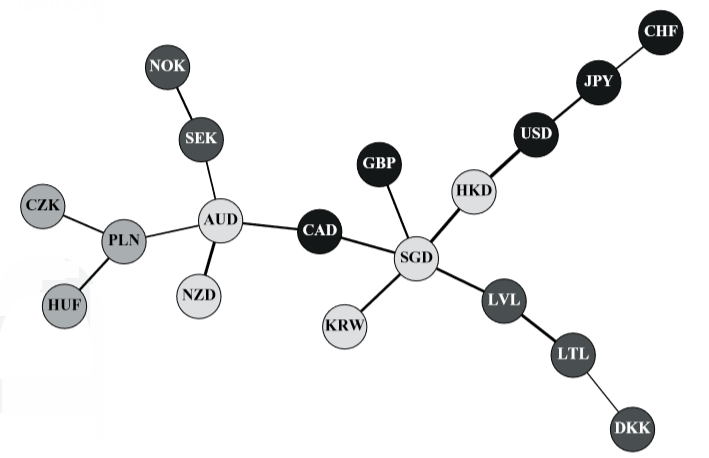 CHF
NOK
JPY
SEK
USD
GBP
HKD
CZK
AUD
CAD
PLN
SGD
NZD
LVL
HUF
KRW
LTL
DKK